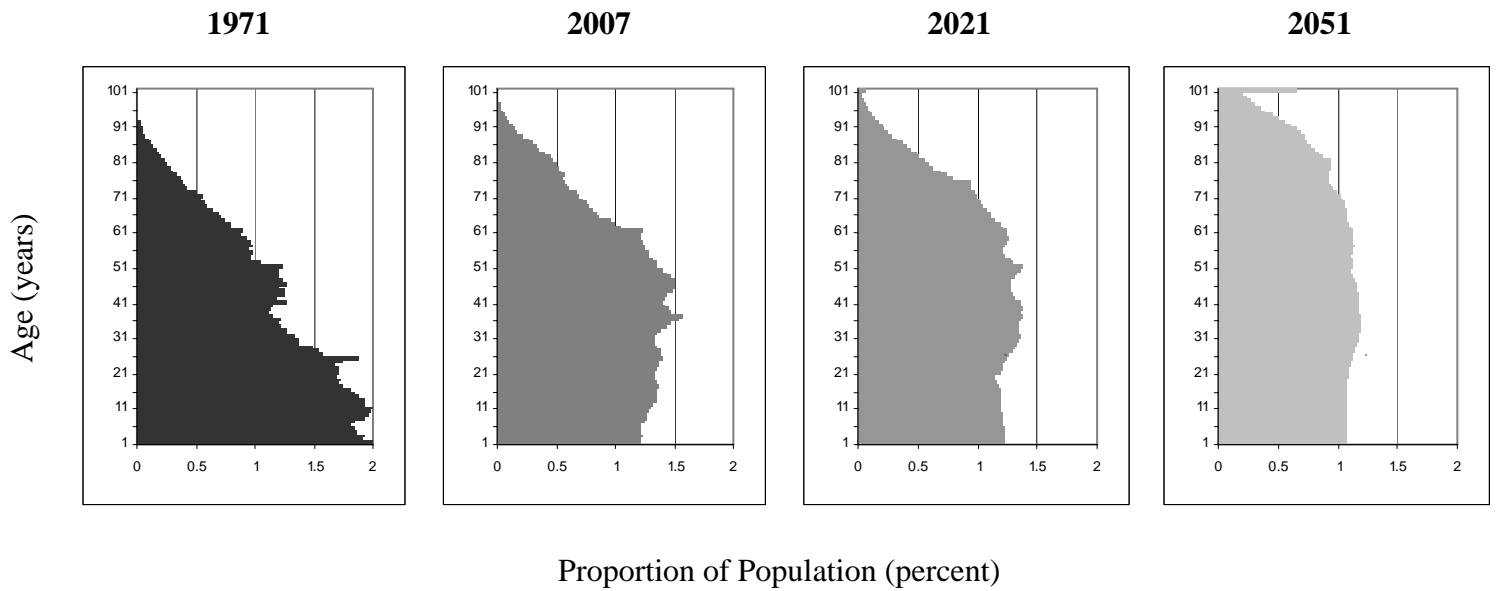 1971 2007 2021 2051
Age (years)
101 101 101 101
91 91 91 91
81 81 81 81
71 71 71 71
61 61 61 61
51 51 51 51
41 41 41 41
31 31 31 31
21 21 21 21
11 11 11 11
1 1 1 1
0 0.5 1 1.5 2 0 0.5 1 1.5 2 0 0.5 1 1.5 2 0 0.5 1 1.5 2
Proportion of Population (percent)